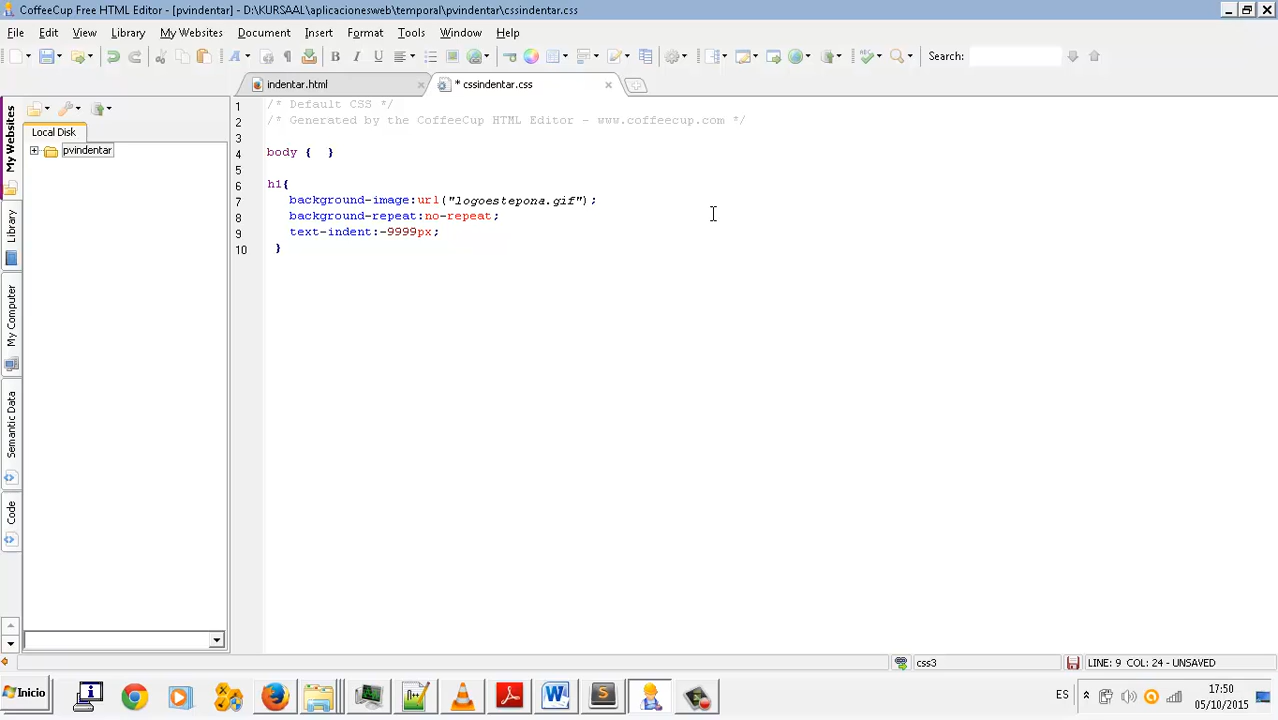 CoffeeCup Free HTML Editor - [pvindentar] - D:\KURSAAL\aplicacionesweb\temporal\pvindentar\cssindentar.css
File Edit View Library My Websites Document Insert Format Tools Window Help
Search:
indentar.html
* cssindentar.css
My Websites
Library
My Computer
Semantic Data
Code
Local Disk
pvindentar
1 /* Default CSS */
2 /* Generated by the CoffeeCup HTML Editor - www.coffeecup.com */
3
4 body { }
5
6 h1{
7 background-image:url("logoestepona.gif");
8 background-repeat:no-repeat;
9 text-indent:-9999px;
10 }
css3
LINE: 9 COL: 24 - UNSAVED
Inicio
ES
17:50
05/10/2015